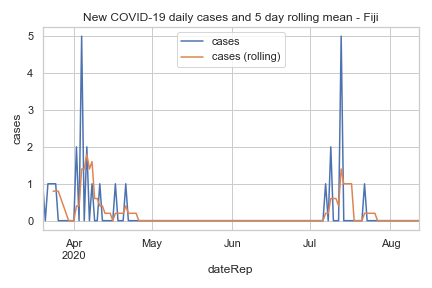 New COVID-19 daily cases and 5 day rolling mean - Fiji
cases
cases (rolling)
5
4
3
2
1
0
cases
Apr
2020
May
Jun
Jul
Aug
dateRep